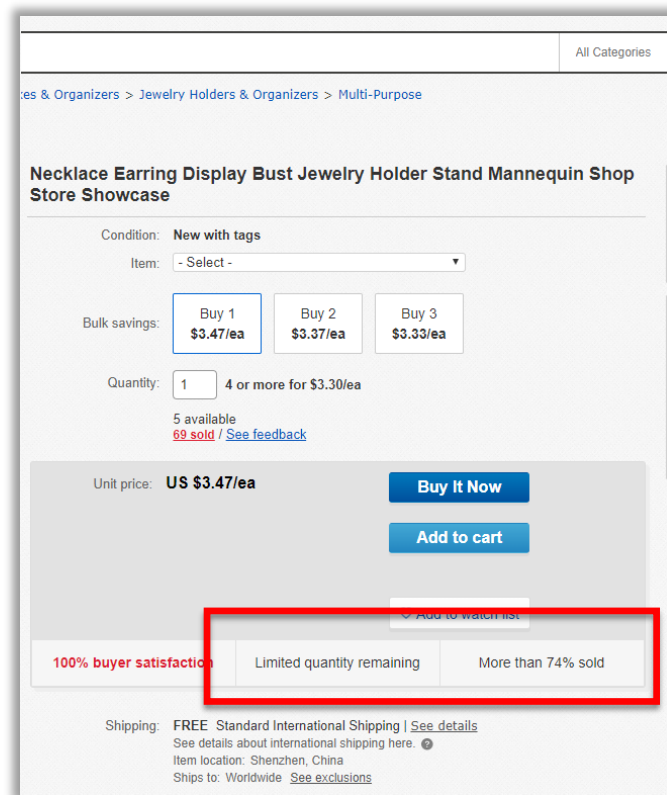 All Categories
es & Organizers > Jewelry Holders & Organizers > Multi-Purpose
Necklace Earring Display Bust Jewelry Holder Stand Mannequin Shop
Store Showcase
Condition: New with tags
Item: - Select -
Bulk savings: Buy 1 Buy 2 Buy 3
$3.47/ea $3.37/ea $3.33/ea
Quantity: 1 4 or more for $3.30/ea
5 available
69 sold / See feedback
Unit price: US $3.47/ea Buy It Now
Add to cart
Add to watch list
100% buyer satisfaction Limited quantity remaining More than 74% sold
Shipping: FREE Standard International Shipping | See details
See details about international shipping here. ?
Item location: Shenzhen, China
Ships to: Worldwide See exclusions